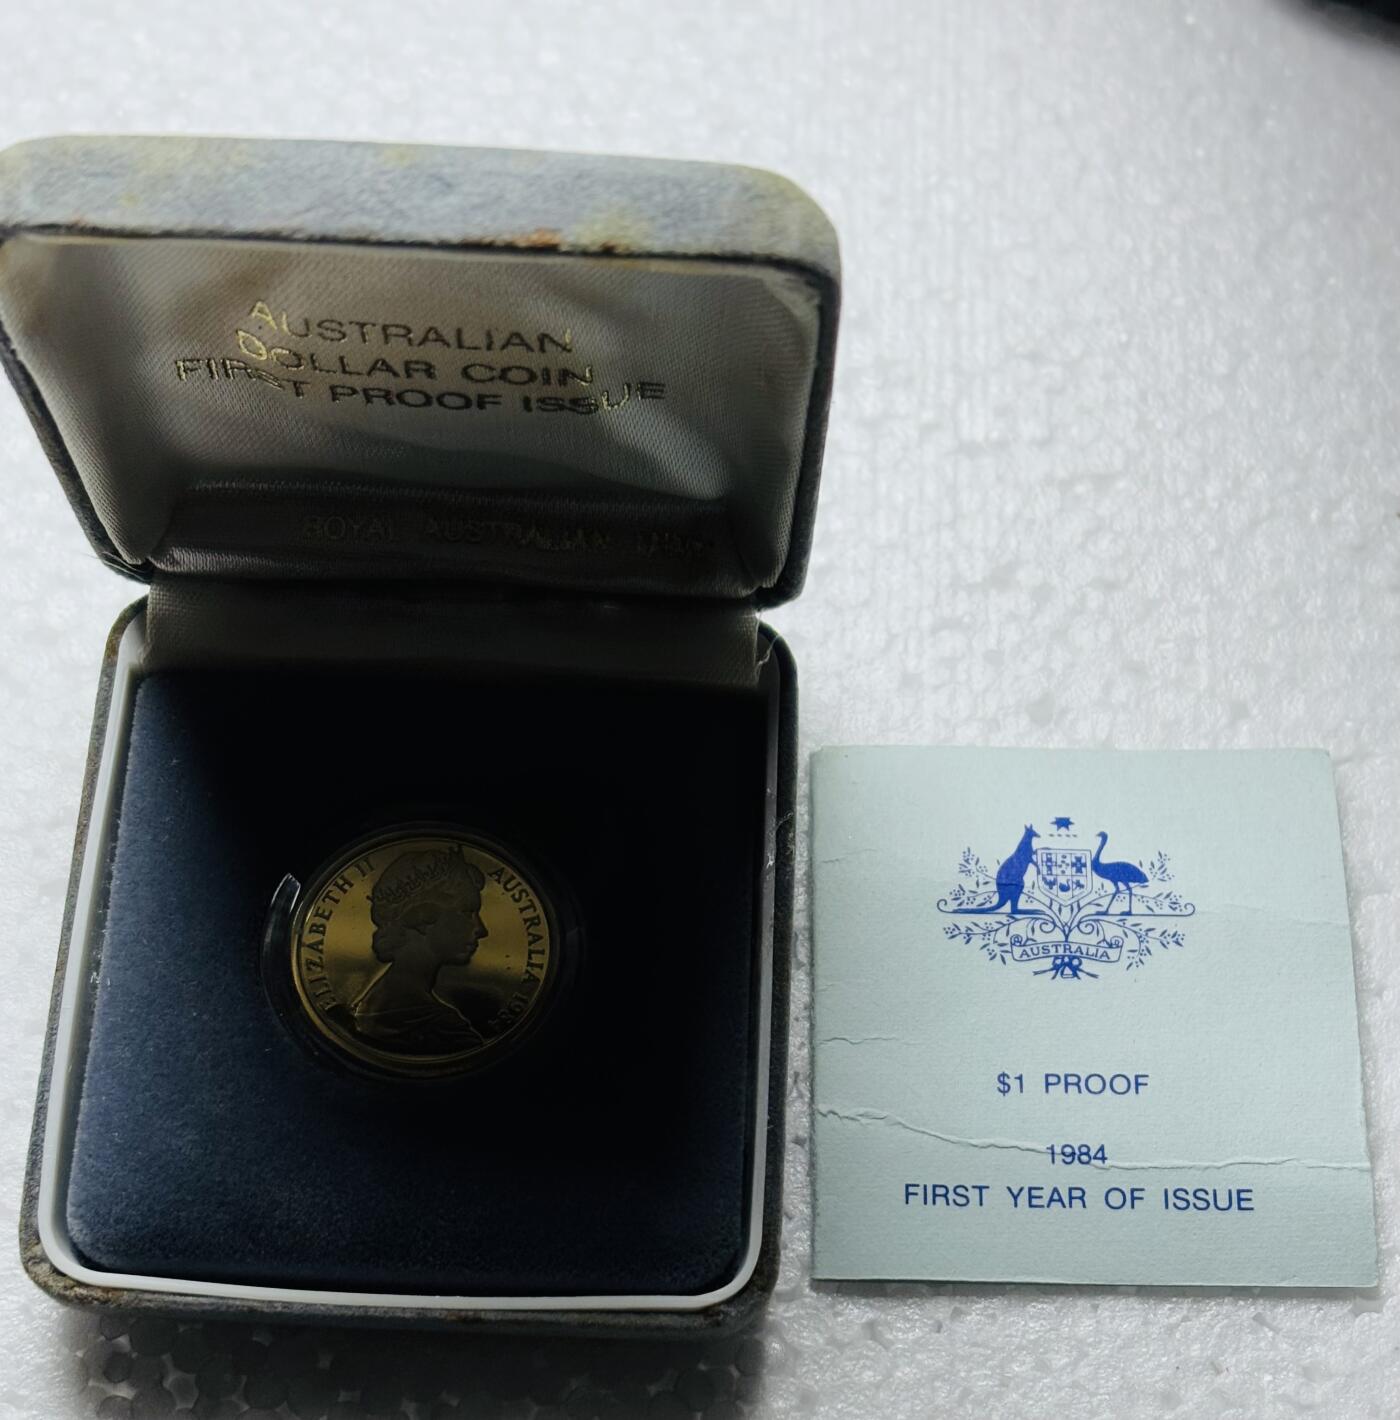 AUSTRALIAN
DOLLAR COIN
FIRST PROOF ISSUE
ROYAL AUSTRALIAN MINT
ELIZABETH II AUSTRALIA 1984
AUSTRALIA
$1 PROOF
1984
FIRST YEAR OF ISSUE